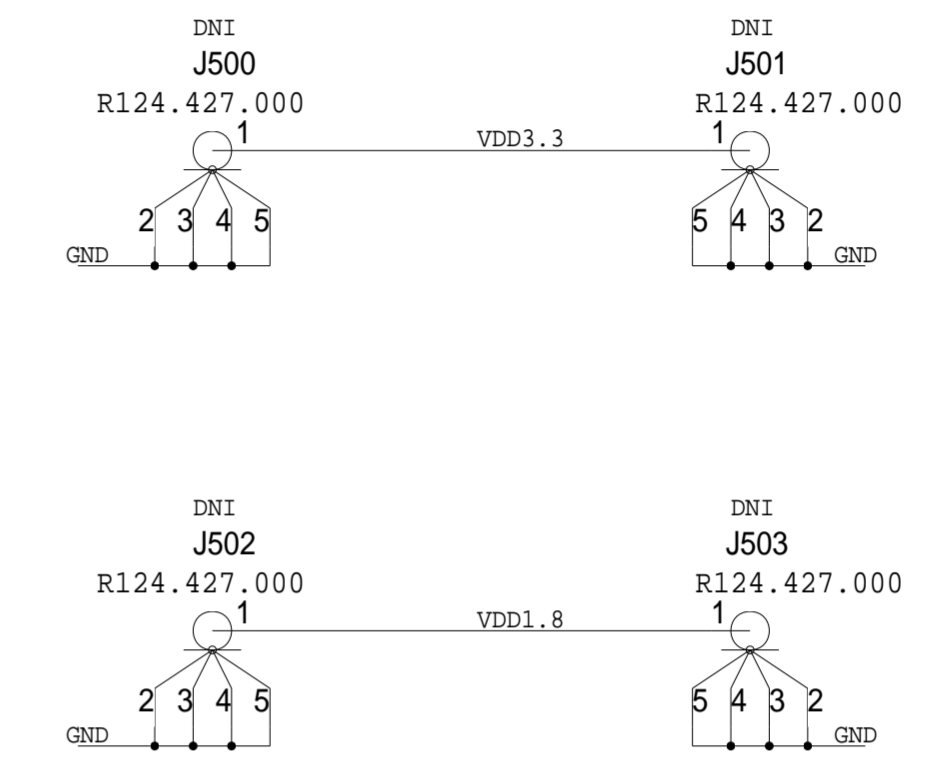 DNI DNI
J500 J501
R124.427.000 R124.427.000
1 VDD3.3 1
2 3 4 5 5 4 3 2
GND GND
DNI DNI
J502 J503
R124.427.000 R124.427.000
1 VDD1.8 1
2 3 4 5 5 4 3 2
GND GND